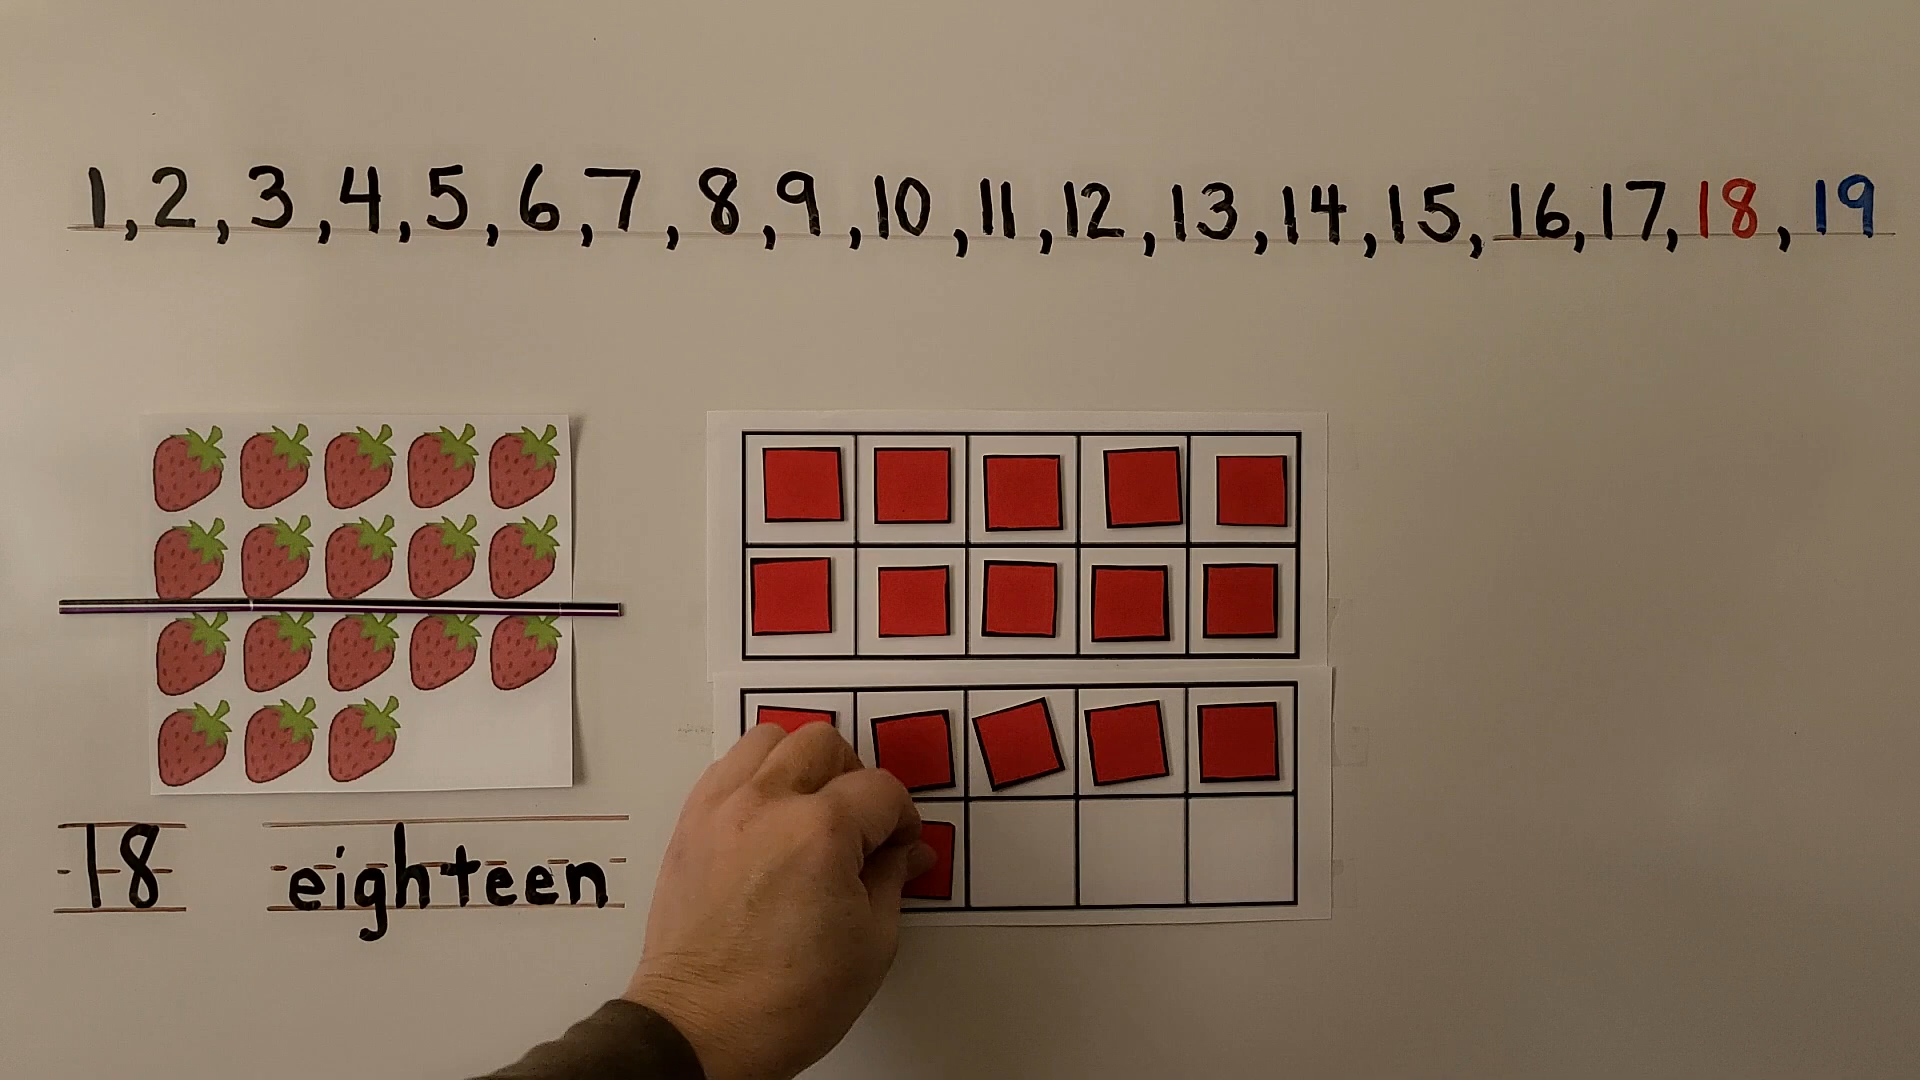 1, 2, 3, 4, 5, 6, 7, 8, 9, 10, 11, 12, 13, 14, 15, 16, 17, 18, 19
18 eighteen